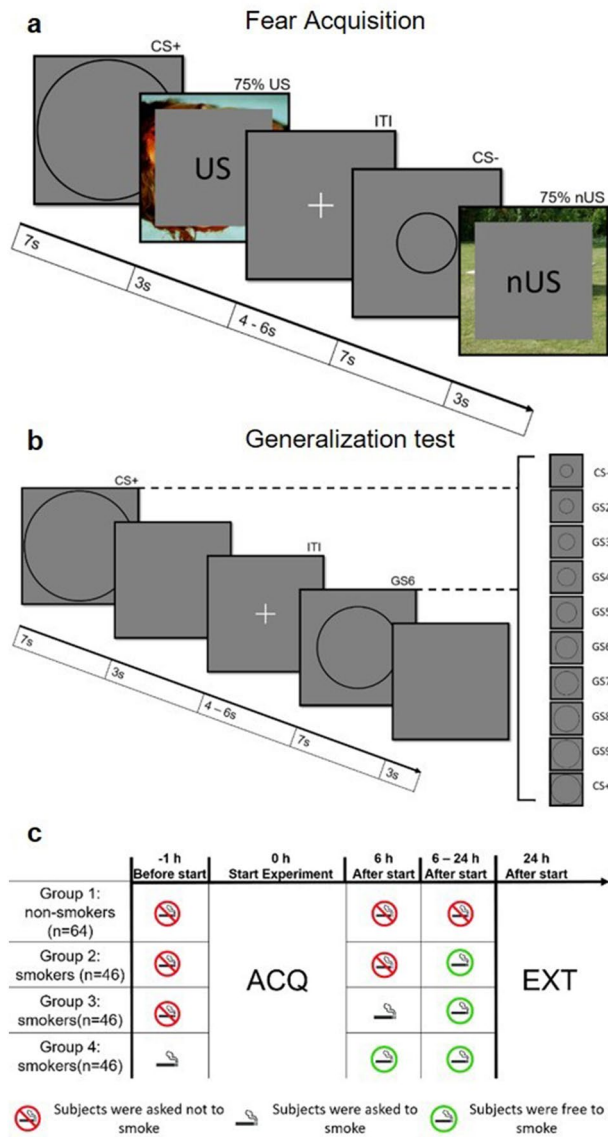 a
Fear Acquisition
CS+
75% US
US
ITI
CS-
75% nUS
nUS
7s
3s
4 - 6s
7s
3s
b
Generalization test
CS+
ITI
GS6
7s
3s
4 – 6s
7s
3s
CS-
GS2
GS3
GS4
GS5
GS6
GS7
GS8
GS9
CS+
c
-1 h
Before start
0 h
Start Experiment
6 h
After start
6 – 24 h
After start
24 h
After start
Group 1:
non-smokers
(n=64)
Group 2:
smokers (n=46)
Group 3:
smokers(n=46)
Group 4:
smokers(n=46)
ACQ
EXT
Subjects were asked not to
smoke
Subjects were asked to
smoke
Subjects were free to
smoke